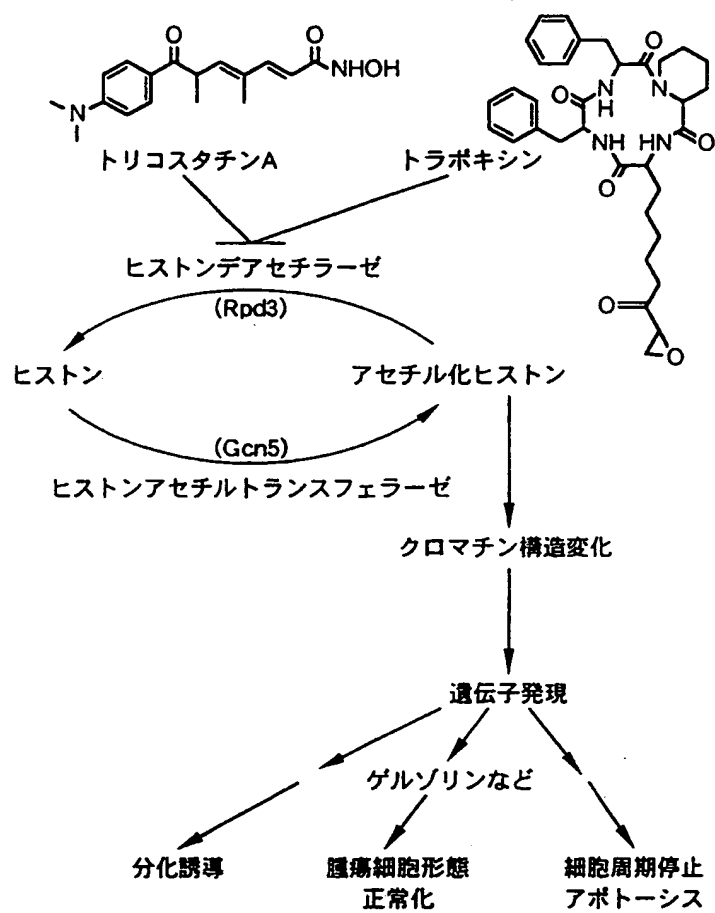 O
O
NHOH
N
トリコスタチンA
O
N
O
N
H
NH
HN
O
O
トラポキシン
O
O
ヒストンデアセチラーゼ
(Rpd3)
ヒストン
アセチル化ヒストン
(Gcn5)
ヒストンアセチルトランスフェラーゼ
クロマチン構造変化
遺伝子発現
ゲルゾリンなど
分化誘導
腫瘍細胞形態
正常化
細胞周期停止
アポトーシス